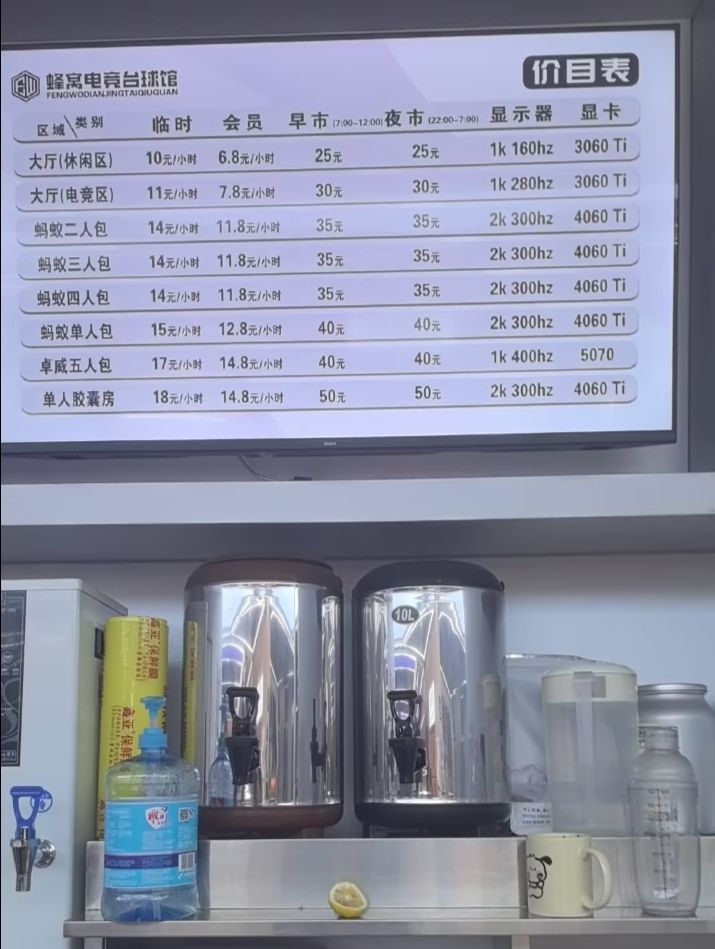 蜂窝电竞台球馆
FENGWODIANJINGTAIQIUGUAN
价目表
区域\类别 临时 会员 早市(7:00-12:00) 夜市(22:00-7:00) 显示器 显卡
大厅(休闲区) 10元/小时 6.8元/小时 25元 25元 1k 160hz 3060 Ti
大厅(电竞区) 11元/小时 7.8元/小时 30元 30元 1k 280hz 3060 Ti
蚂蚁二人包 14元/小时 11.8元/小时 35元 35元 2k 300hz 4060 Ti
蚂蚁三人包 14元/小时 11.8元/小时 35元 35元 2k 300hz 4060 Ti
蚂蚁四人包 14元/小时 11.8元/小时 35元 35元 2k 300hz 4060 Ti
蚂蚁单人包 15元/小时 12.8元/小时 40元 40元 2k 300hz 4060 Ti
卓威五人包 17元/小时 14.8元/小时 40元 40元 1k 400hz 5070
单人胶囊房 18元/小时 14.8元/小时 50元 50元 2k 300hz 4060 Ti
10L
保鲜膜